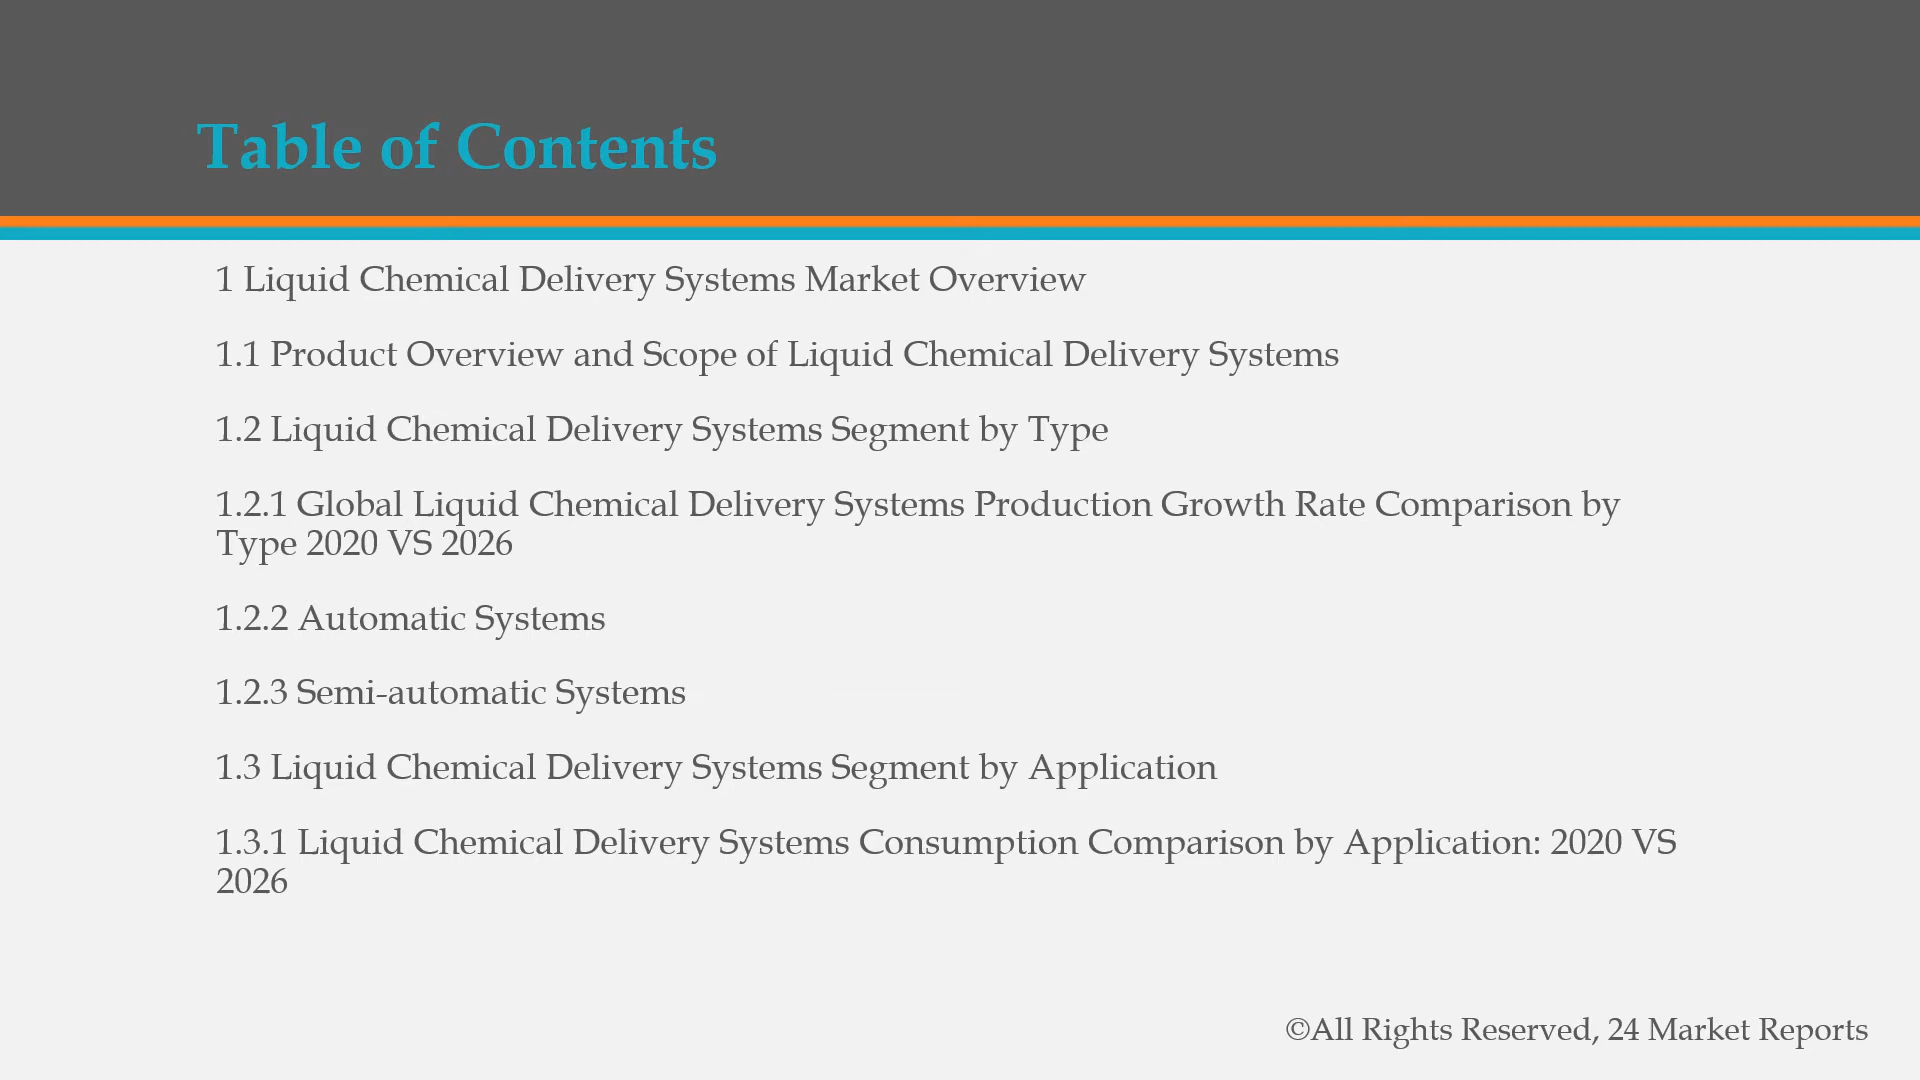 Table of Contents
1 Liquid Chemical Delivery Systems Market Overview
1.1 Product Overview and Scope of Liquid Chemical Delivery Systems
1.2 Liquid Chemical Delivery Systems Segment by Type
1.2.1 Global Liquid Chemical Delivery Systems Production Growth Rate Comparison by
Type 2020 VS 2026
1.2.2 Automatic Systems
1.2.3 Semi-automatic Systems
1.3 Liquid Chemical Delivery Systems Segment by Application
1.3.1 Liquid Chemical Delivery Systems Consumption Comparison by Application: 2020 VS
2026
©All Rights Reserved, 24 Market Reports